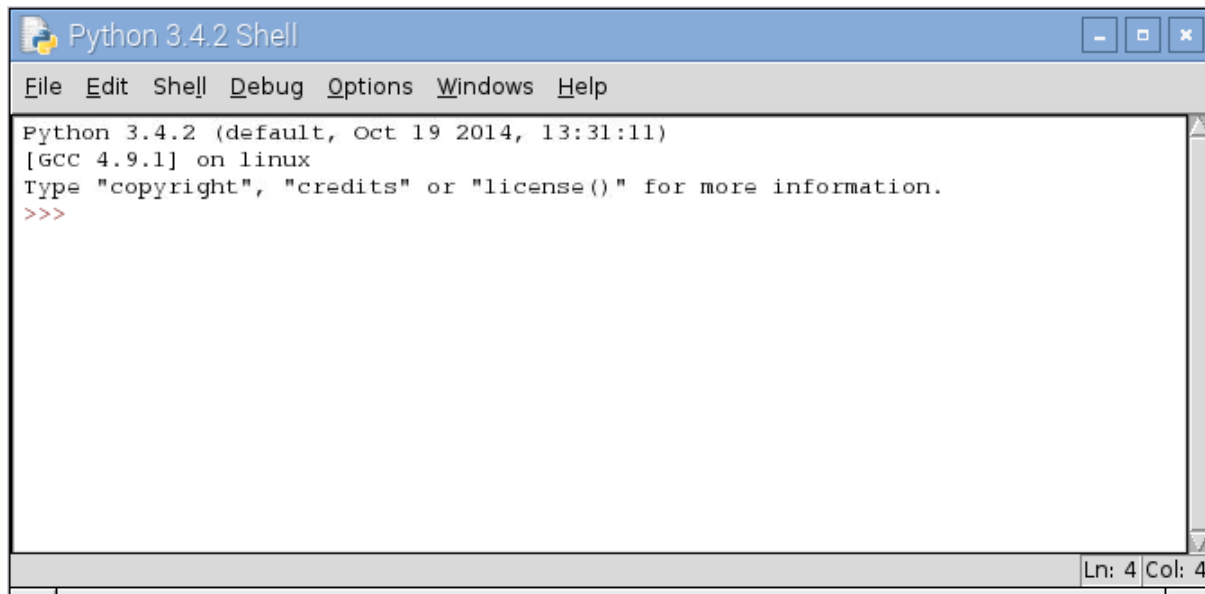 Python 3.4.2 Shell
File Edit Shell Debug Options Windows Help
Python 3.4.2 (default, Oct 19 2014, 13:31:11)
[GCC 4.9.1] on linux
Type "copyright", "credits" or "license()" for more information.
>>>
Ln: 4 Col: 4